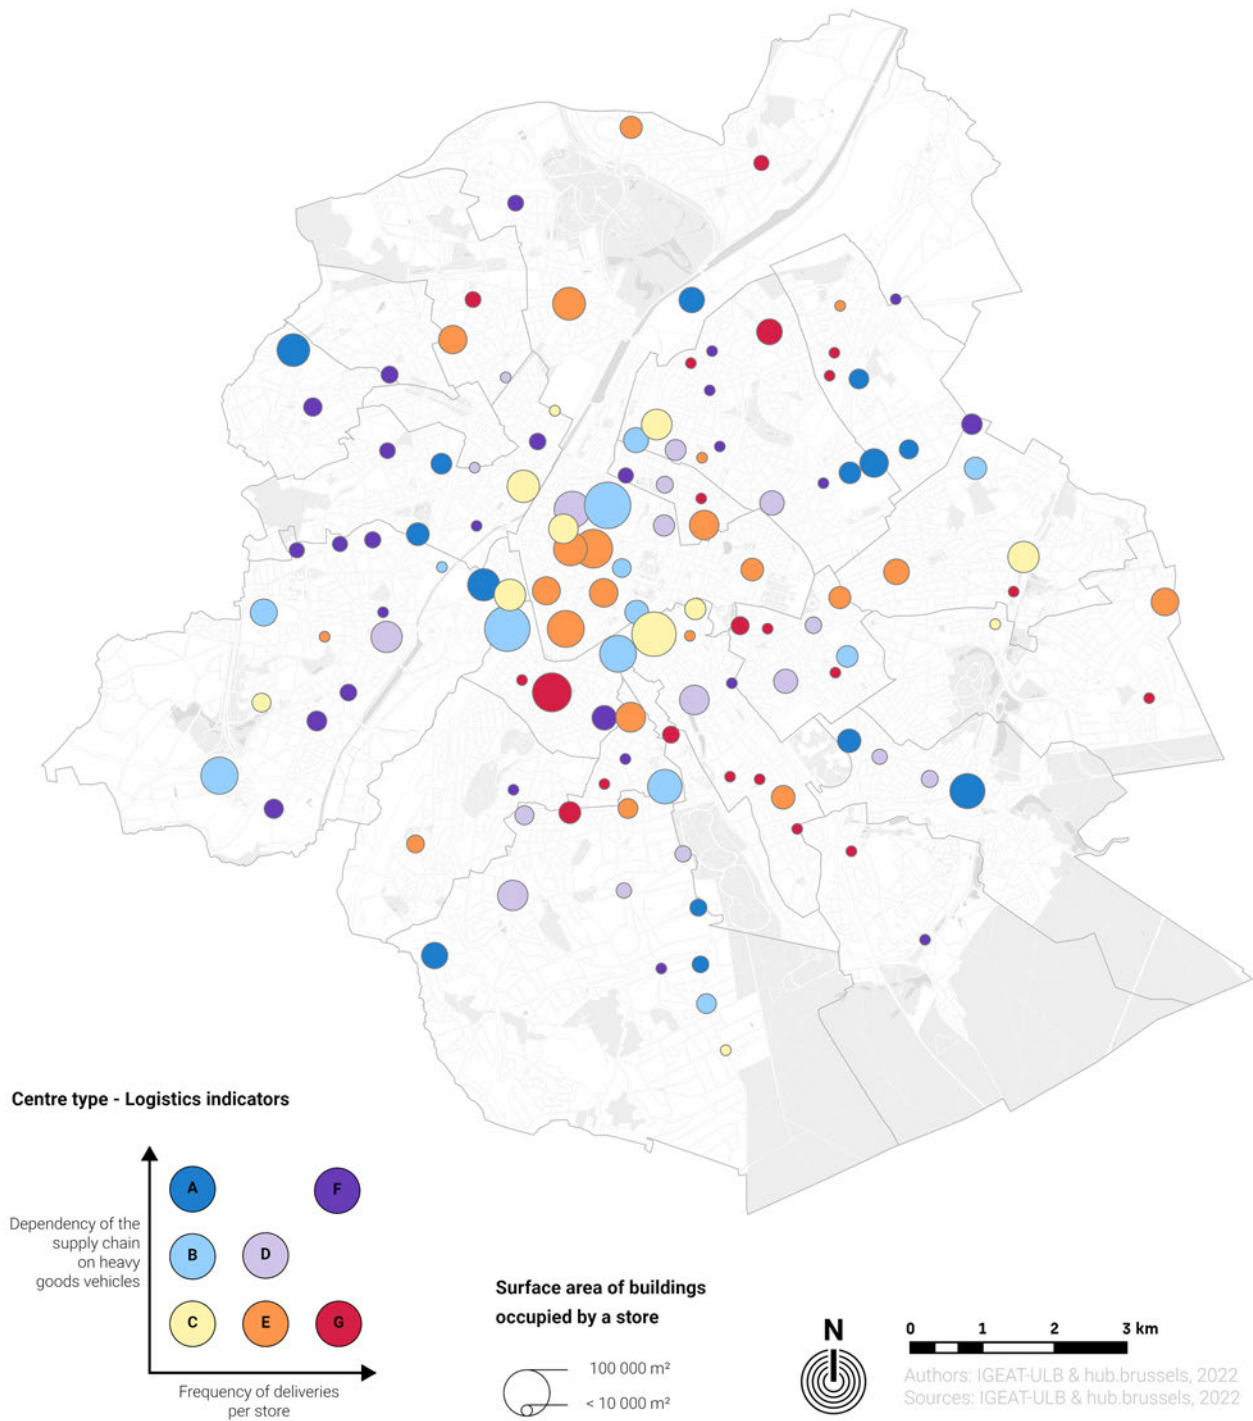 Centre type - Logistics indicators
A
F
Dependency of the
supply chain
on heavy
goods vehicles
B
D
C
E
G
Frequency of deliveries
per store
Surface area of buildings
occupied by a store
100 000 m²
< 10 000 m²
N
0 1 2 3 km
Authors: IGEAT-ULB & hub.brussels, 2022
Sources: IGEAT-ULB & hub.brussels, 2022